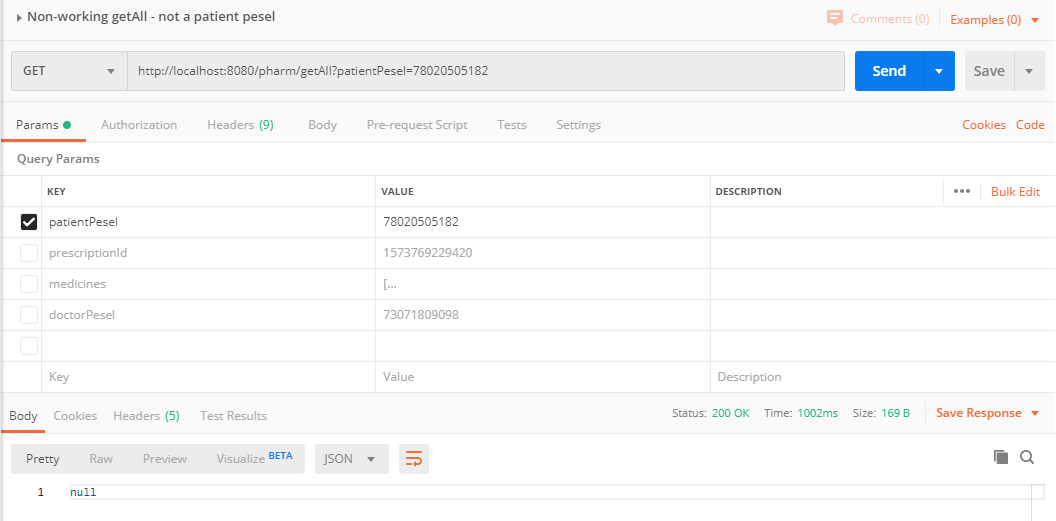 Non-working getAll - not a patient pesel Comments (0) Examples (0)
GET http://localhost:8080/pharm/getAll?patientPesel=78020505182 Send Save
Params Authorization Headers (9) Body Pre-request Script Tests Settings Cookies Code
Query Params
KEY VALUE DESCRIPTION ••• Bulk Edit
patientPesel 78020505182
prescriptionId 1573769229420
medicines [...
doctorPesel 73071809098
Key Value Description
Body Cookies Headers (5) Test Results Status: 200 OK Time: 1002ms Size: 169 B Save Response
Pretty Raw Preview Visualize BETA JSON
1 null